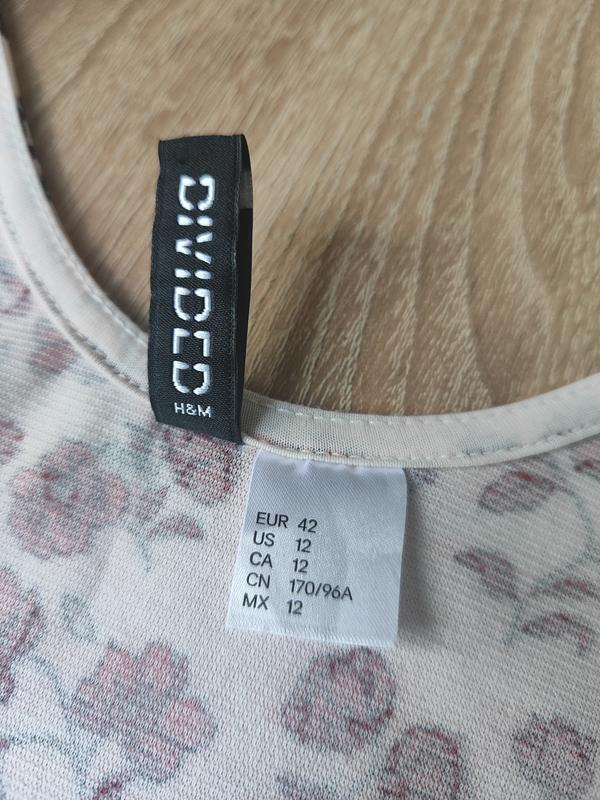 DIVIDED
H&M
EUR 42
US 12
CA 12
CN 170/96A
MX 12